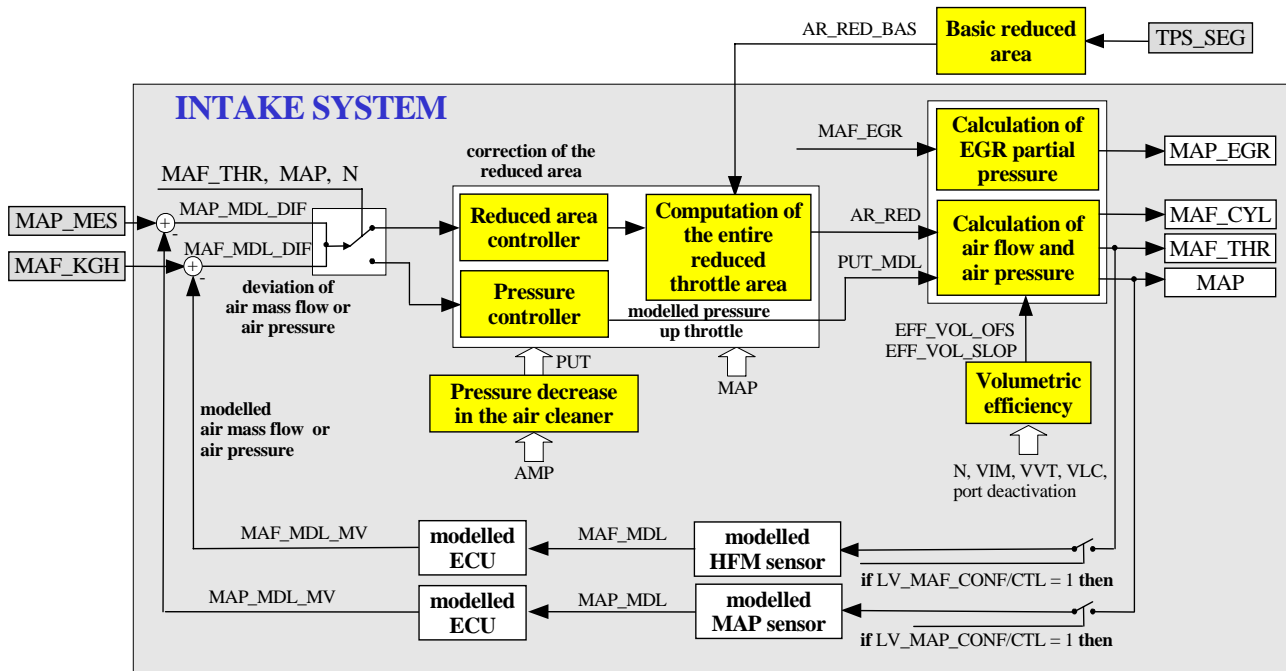 AR_RED_BAS
Basic reduced
area
TPS_SEG
INTAKE SYSTEM
MAF_EGR
Calculation of
EGR partial
pressure
MAP_EGR
correction of the
reduced area
MAF_THR, MAP, N
MAP_MES
MAP_MDL_DIF
-
MAF_KGH
MAF_MDL_DIF
-
deviation of
air mass flow or
air pressure
Reduced area
controller
Computation of
the entire
reduced
throttle area
AR_RED
Calculation of
air flow and
air pressure
MAF_CYL
MAF_THR
MAP
PUT_MDL
Pressure
controller
modelled pressure
up throttle
EFF_VOL_OFS
EFF_VOL_SLOP
PUT
MAP
Pressure decrease
in the air cleaner
Volumetric
efficiency
modelled
air mass flow or
air pressure
AMP
N, VIM, VVT, VLC,
port deactivation
MAF_MDL_MV
modelled
ECU
MAF_MDL
modelled
HFM sensor
if LV_MAF_CONF/CTL = 1 then
MAP_MDL_MV
modelled
ECU
MAP_MDL
modelled
MAP sensor
if LV_MAP_CONF/CTL = 1 then